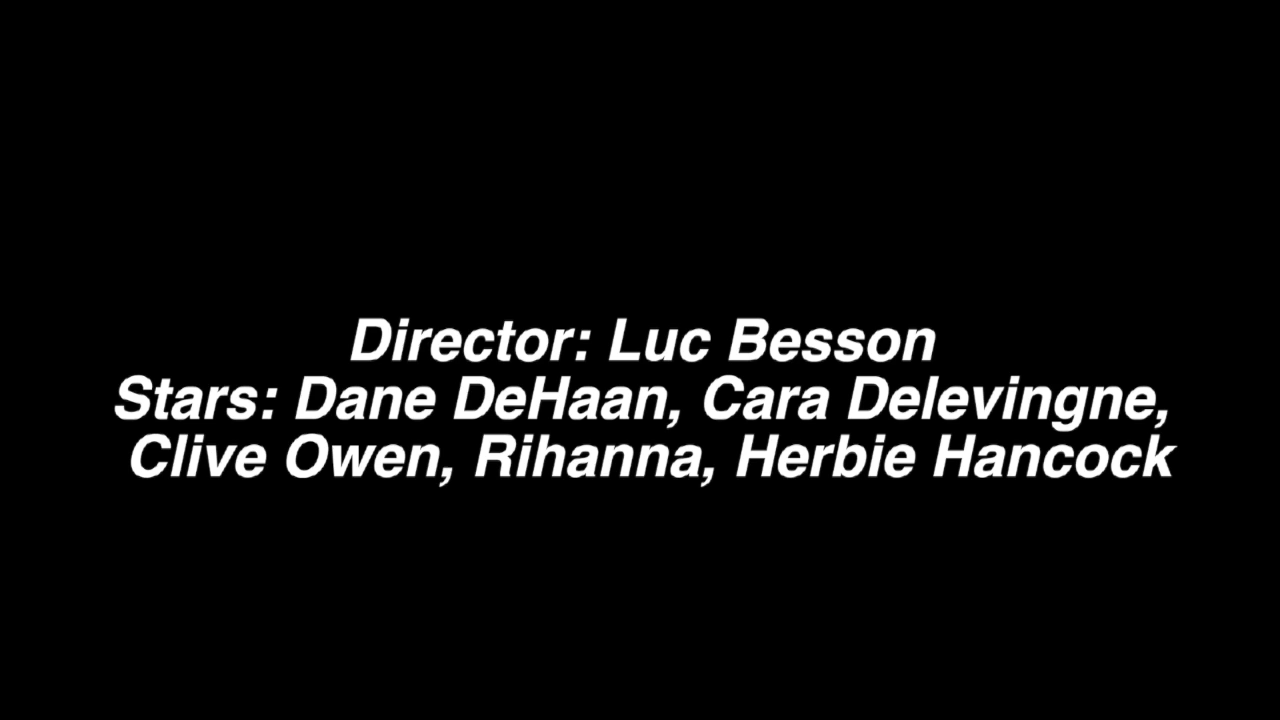 Director: Luc Besson
Stars: Dane DeHaan, Cara Delevingne,
Clive Owen, Rihanna, Herbie Hancock